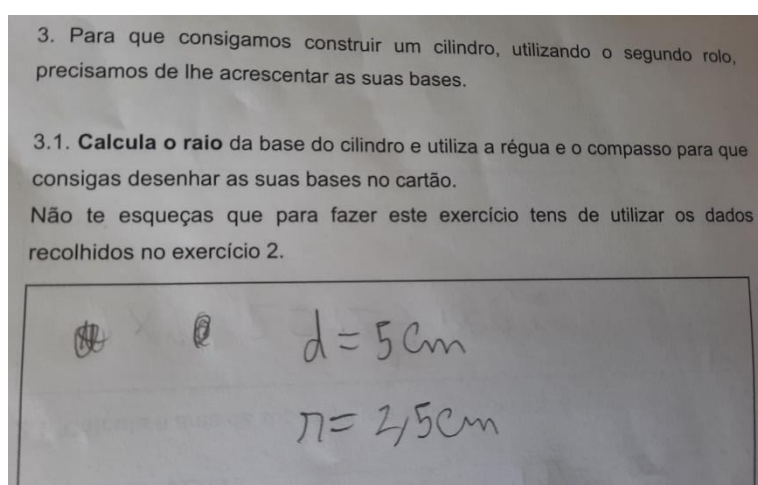 3. Para que consigamos construir um cilindro, utilizando o segundo rolo,
precisamos de lhe acrescentar as suas bases.
3.1. Calcula o raio da base do cilindro e utiliza a régua e o compasso para que
consigas desenhar as suas bases no cartão.
Não te esqueças que para fazer este exercício tens de utilizar os dados
recolhidos no exercício 2.
d = 5 cm
r = 2,5 cm